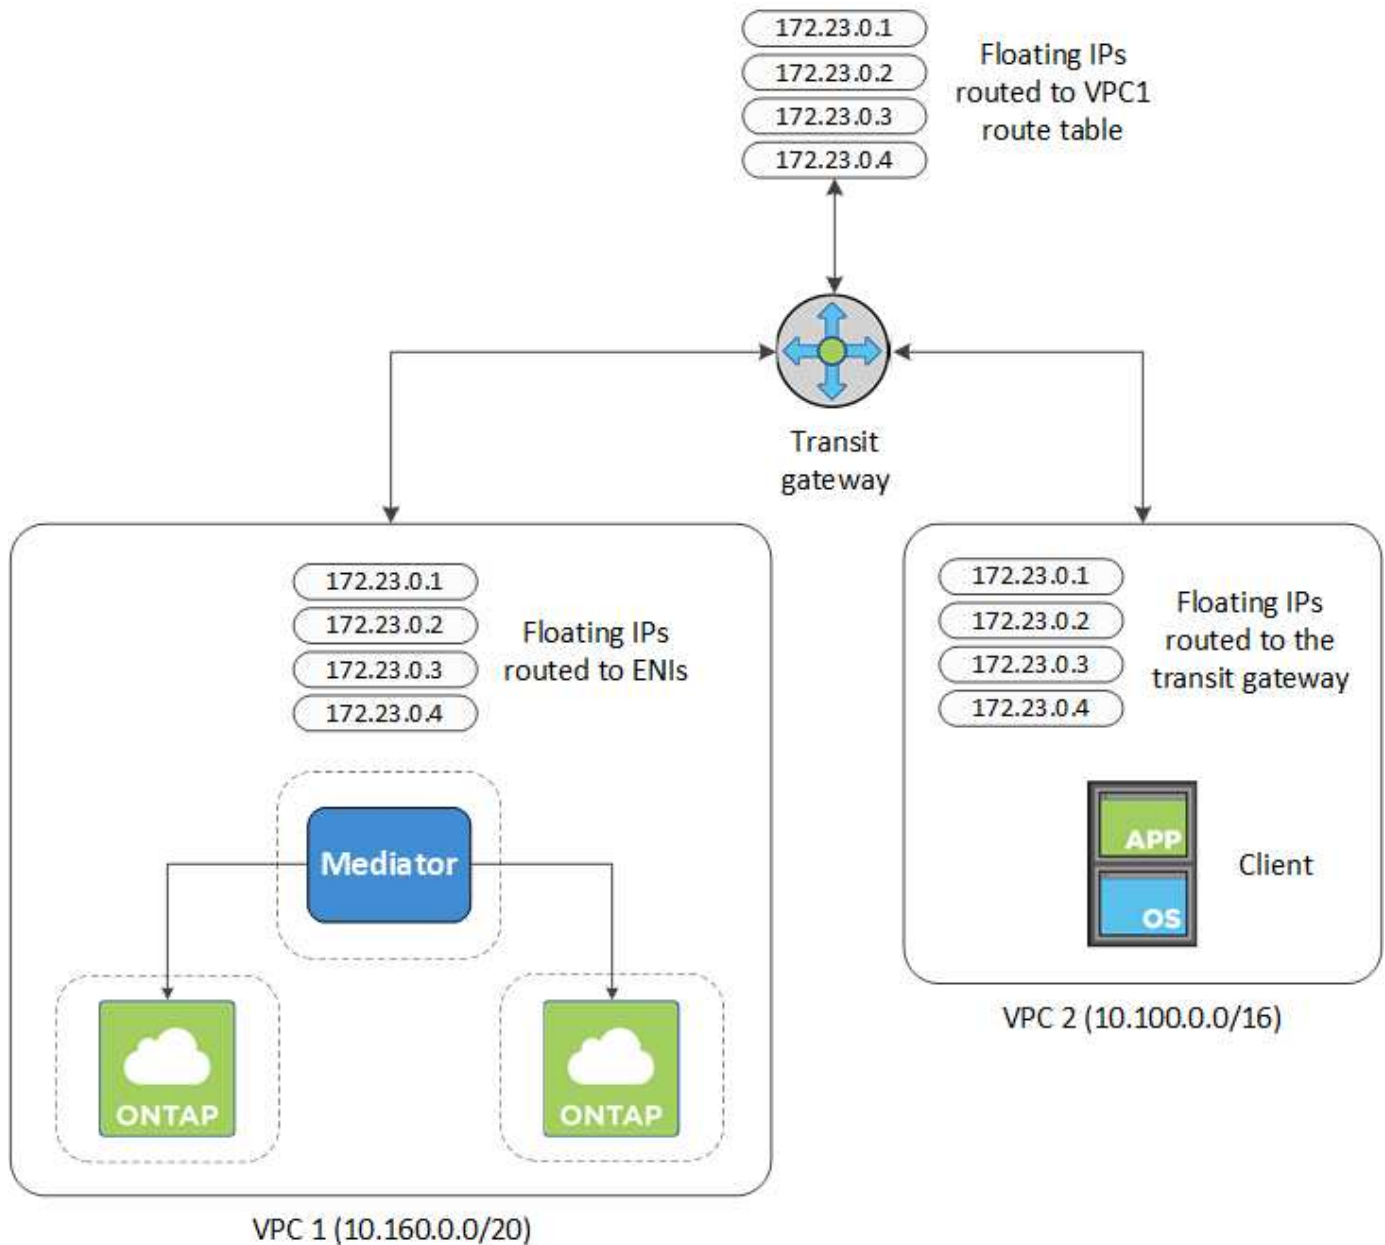 172.23.0.1
172.23.0.2
172.23.0.3
172.23.0.4
Floating IPs
routed to VPC1
route table
Transit
gateway
172.23.0.1
172.23.0.2
172.23.0.3
172.23.0.4
Floating IPs
routed to ENIs
Mediator
ONTAP
ONTAP
VPC 1 (10.160.0.0/20)
172.23.0.1
172.23.0.2
172.23.0.3
172.23.0.4
Floating IPs
routed to the
transit gateway
APP
OS
Client
VPC 2 (10.100.0.0/16)